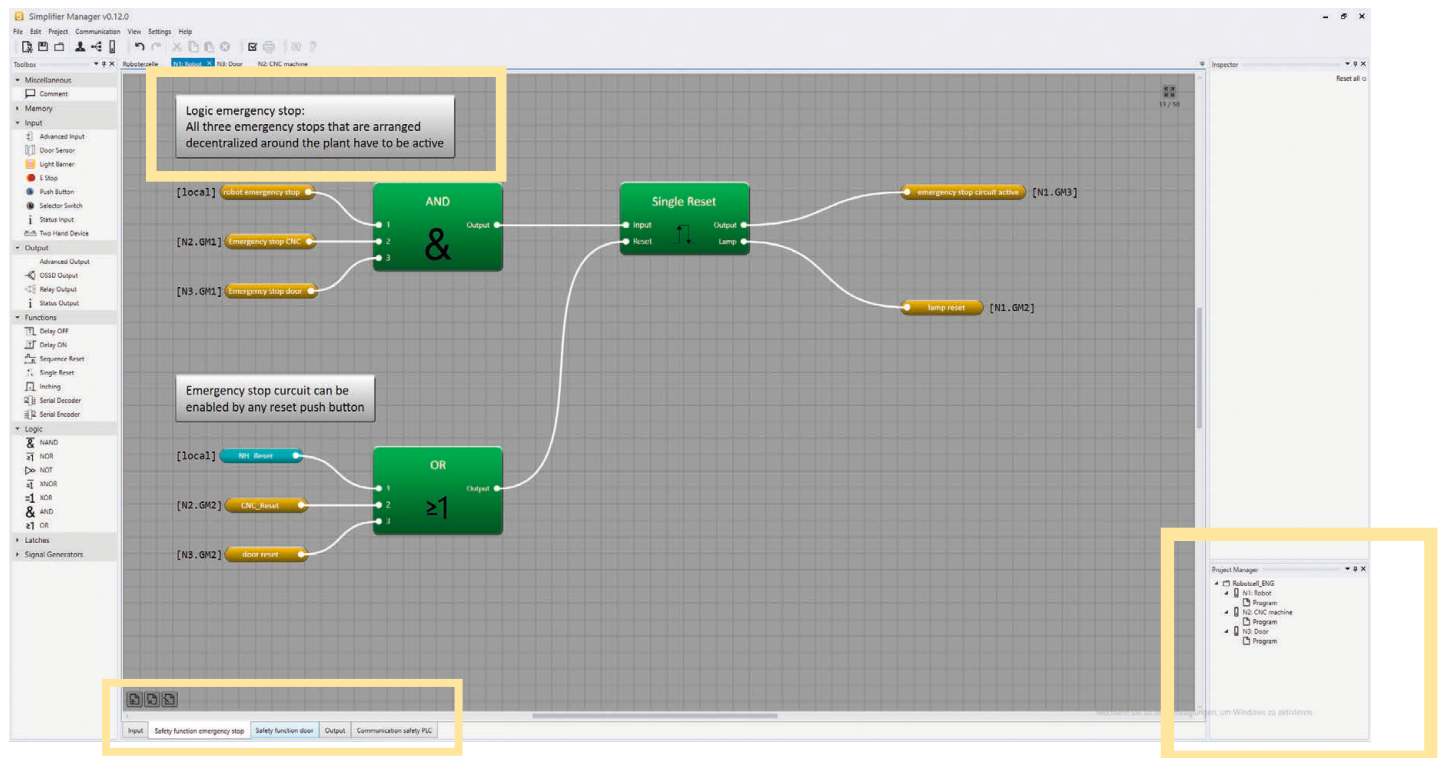 Simplifier Manager v0.12.0
File Edit Project Communication View Settings Help
Toolbox
Roboterzelle N1: Robot N3: Door N2: CNC machine
Inspector
Reset all
Miscellaneous
Comment
Memory
Input
Advanced Input
Door Sensor
Light Barrier
E Stop
Push Button
Selector Switch
Status Input
Two Hand Device
Output
Advanced Output
OSSD Output
Relay Output
Status Output
Functions
Delay OFF
Delay ON
Sequence Reset
Single Reset
Inching
Serial Decoder
Serial Encoder
Logic
NAND
NOR
NOT
XNOR
XOR
AND
OR
Latches
Signal Generators
11 / 50
Logic emergency stop:
All three emergency stops that are arranged
decentralized around the plant have to be active
[local] robot emergency stop
[N2.GM1] Emergency stop CNC
[N3.GM1] Emergency stop door
AND
1 Output
2 &
3
Single Reset
Input Output
Reset Lamp
emergency stop circuit active [N1.GM3]
lamp reset [N1.GM2]
Emergency stop curcuit can be
enabled by any reset push button
[local] NH_Reset
[N2.GM2] CNC_Reset
[N3.GM2] door reset
OR
1 Output
2 ≥1
3
Project Manager
Robotcell_ENG
N1: Robot
Program
N2: CNC machine
Program
N3: Door
Program
um Windows zu aktivieren.
Input Safety function emergency stop Safety function door Output Communication safety PLC